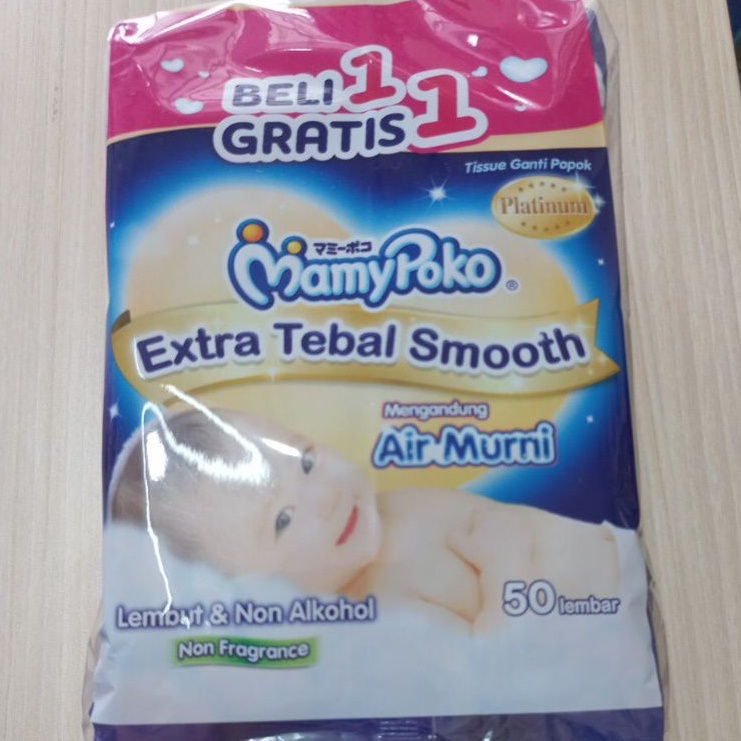 BELI 1
GRATIS 1
Tissue Ganti Popok
Platinum
マミーポコ
MamyPoko®
Extra Tebal Smooth
Mengandung
Air Murni
50 lembar
Lembut & Non Alkohol
Non Fragrance